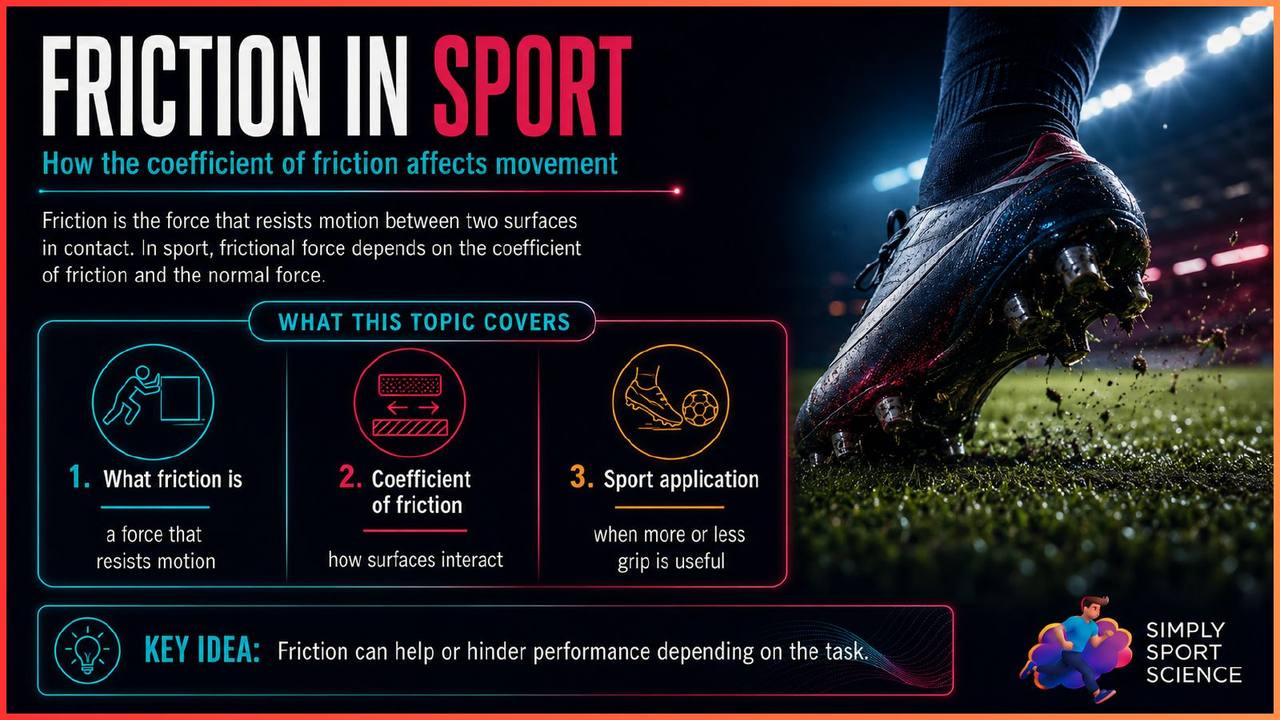 FRICTION IN SPORT
How the coefficient of friction affects movement
Friction is the force that resists motion between two surfaces
in contact. In sport, frictional force depends on the coefficient
of friction and the normal force.
WHAT THIS TOPIC COVERS
1. What friction is
a force that
resists motion
2. Coefficient
of friction
how surfaces interact
3. Sport application
when more or less
grip is useful
KEY IDEA: Friction can help or hinder performance depending on the task.
SIMPLY
SPORT
SCIENCE